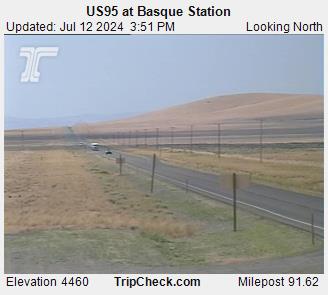 US95 at Basque Station
Updated: Jul 12 2024 3:51 PM Looking North
Elevation 4460 TripCheck.com Milepost 91.62